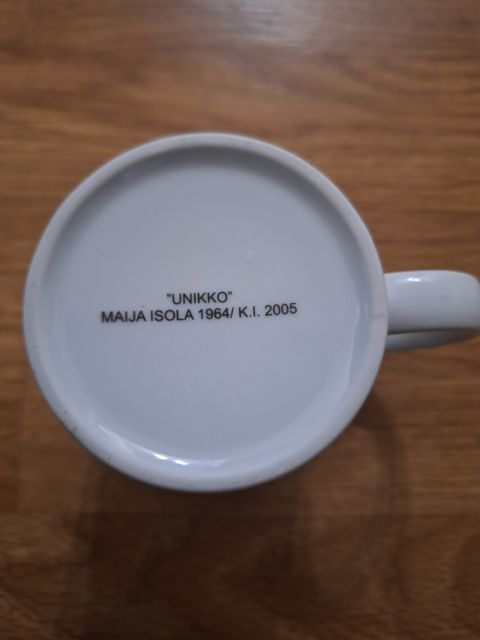 "UNIKKO"
MAIJA ISOLA 1964/ K.I. 2005
S